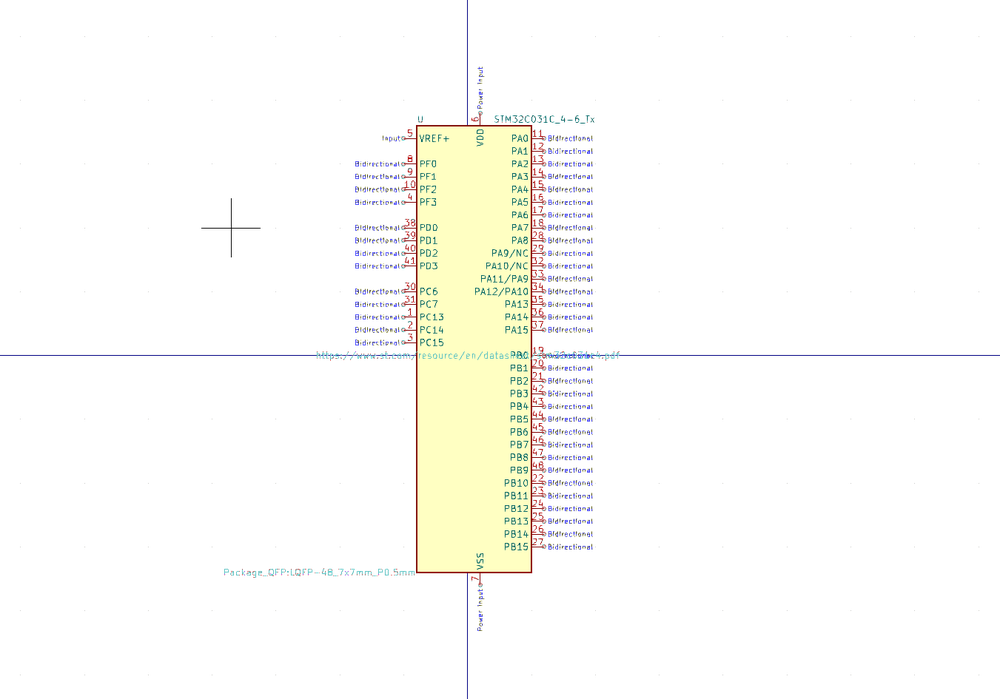 Power Input
6
U STM32C031C_4-6_Tx
VDD
Input 5 VREF+ PA0 11 Bidirectional
PA1 12 Bidirectional
Bidirectional 8 PF0 PA2 13 Bidirectional
Bidirectional 9 PF1 PA3 14 Bidirectional
Bidirectional 10 PF2 PA4 15 Bidirectional
Bidirectional 4 PF3 PA5 16 Bidirectional
PA6 17 Bidirectional
Bidirectional 38 PD0 PA7 18 Bidirectional
Bidirectional 39 PD1 PA8 28 Bidirectional
Bidirectional 40 PD2 PA9/NC 29 Bidirectional
Bidirectional 41 PD3 PA10/NC 32 Bidirectional
PA11/PA9 33 Bidirectional
Bidirectional 30 PC6 PA12/PA10 34 Bidirectional
Bidirectional 31 PC7 PA13 35 Bidirectional
Bidirectional 1 PC13 PA14 36 Bidirectional
Bidirectional 2 PC14 PA15 37 Bidirectional
Bidirectional 3 PC15
https://www.st.com/resource/en/datas PB0 19
PB1 20 Bidirectional
PB2 21 Bidirectional
PB3 42 Bidirectional
PB4 43 Bidirectional
PB5 44 Bidirectional
PB6 45 Bidirectional
PB7 46 Bidirectional
PB8 47 Bidirectional
PB9 48 Bidirectional
PB10 22 Bidirectional
PB11 23 Bidirectional
PB12 24 Bidirectional
PB13 25 Bidirectional
PB14 26 Bidirectional
PB15 27 Bidirectional
VSS
Package_QFP:LQFP-48_7x7mm_P0.5mm
7
Power Input